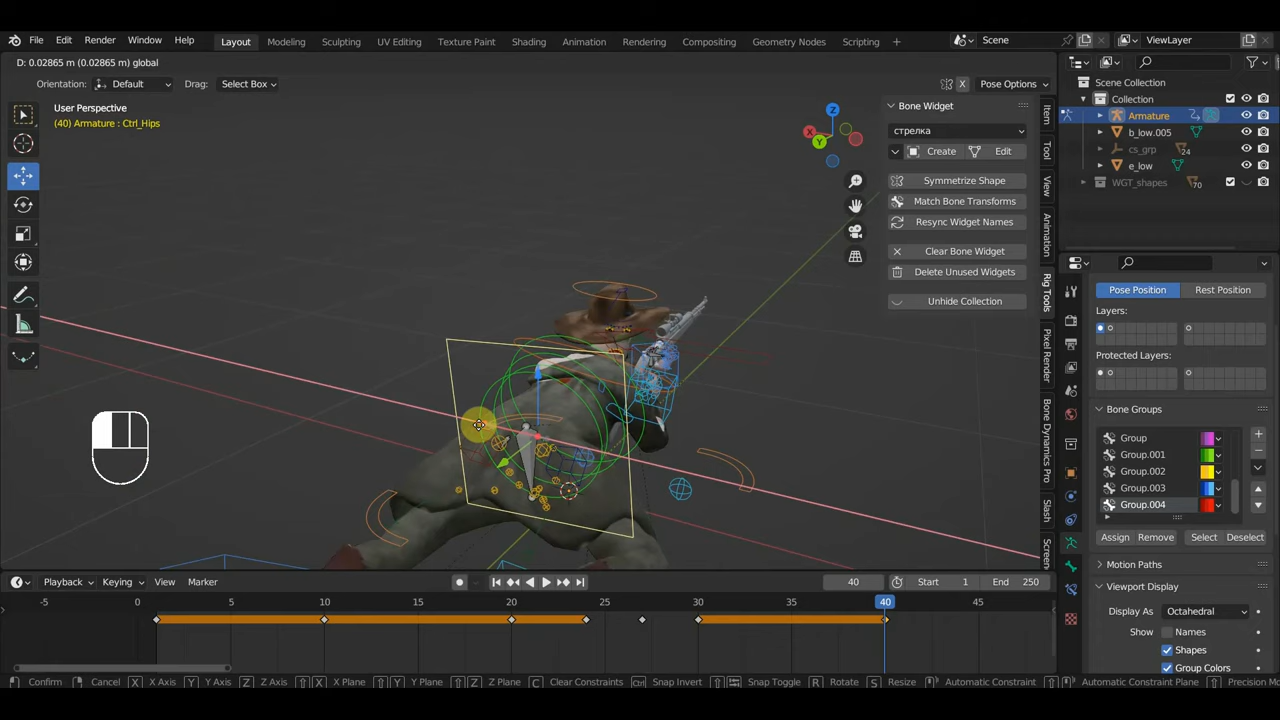 File Edit Render Window Help Layout Modeling Sculpting UV Editing Texture Paint Shading Animation Rendering Compositing Geometry Nodes Scripting + Scene ViewLayer
D: 0.02865 m (0.02865 m) global
Orientation: Default Drag: Select Box X Pose Options
User Perspective
(40) Armature : Ctrl_Hips
Z
X
Y
Bone Widget
стрелка
Create Edit
Symmetrize Shape
Match Bone Transforms
Resync Widget Names
Clear Bone Widget
Delete Unused Widgets
Unhide Collection
Item
Tool
View
Animation
Rig Tools
Pixel Render
Bone Dynamics Pro
Slash
Screen
Scene Collection
Collection
Armature
b_low.005
cs_grp 24
e_low
WGT_shapes 70
Pose Position Rest Position
Layers:
Protected Layers:
Bone Groups
Group
Group.001
Group.002
Group.003
Group.004
Assign Remove Select Deselect
Motion Paths
Viewport Display
Display As Octahedral
Show Names
Shapes
Group Colors
Playback Keying View Marker 40 Start 1 End 250
-5 0 5 10 15 20 25 30 35 40 45
Confirm Cancel X X Axis Y Y Axis Z Z Axis X X Plane Y Y Plane Z Z Plane C Clear Constraints Snap Invert Snap Toggle R Rotate S Resize Automatic Constraint Automatic Constraint Plane Precision Mo